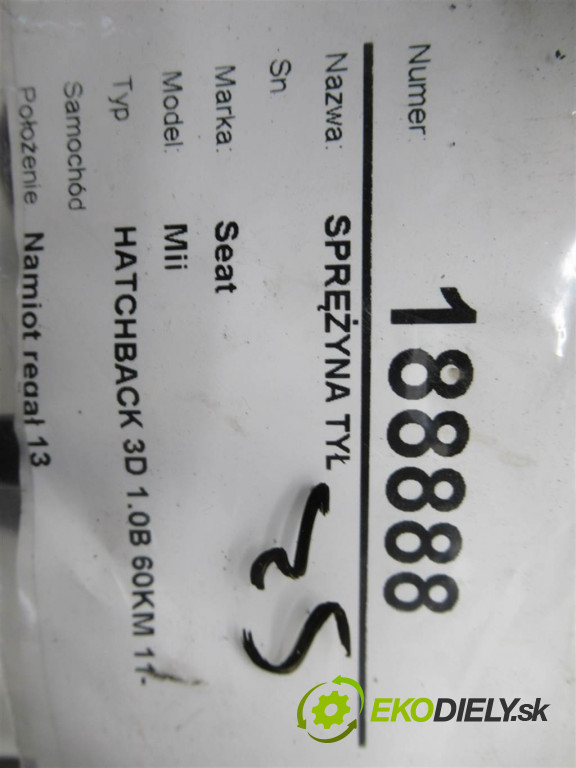 Numer: 188888
Nazwa: SPRĘŻYNA TYŁ
Sn:
Marka: Seat
Model: Mii
Typ HATCHBACK 3D 1.0B 60KM 11-
Samochód
Położenie Namiot regał 13
EKODIELY.sk